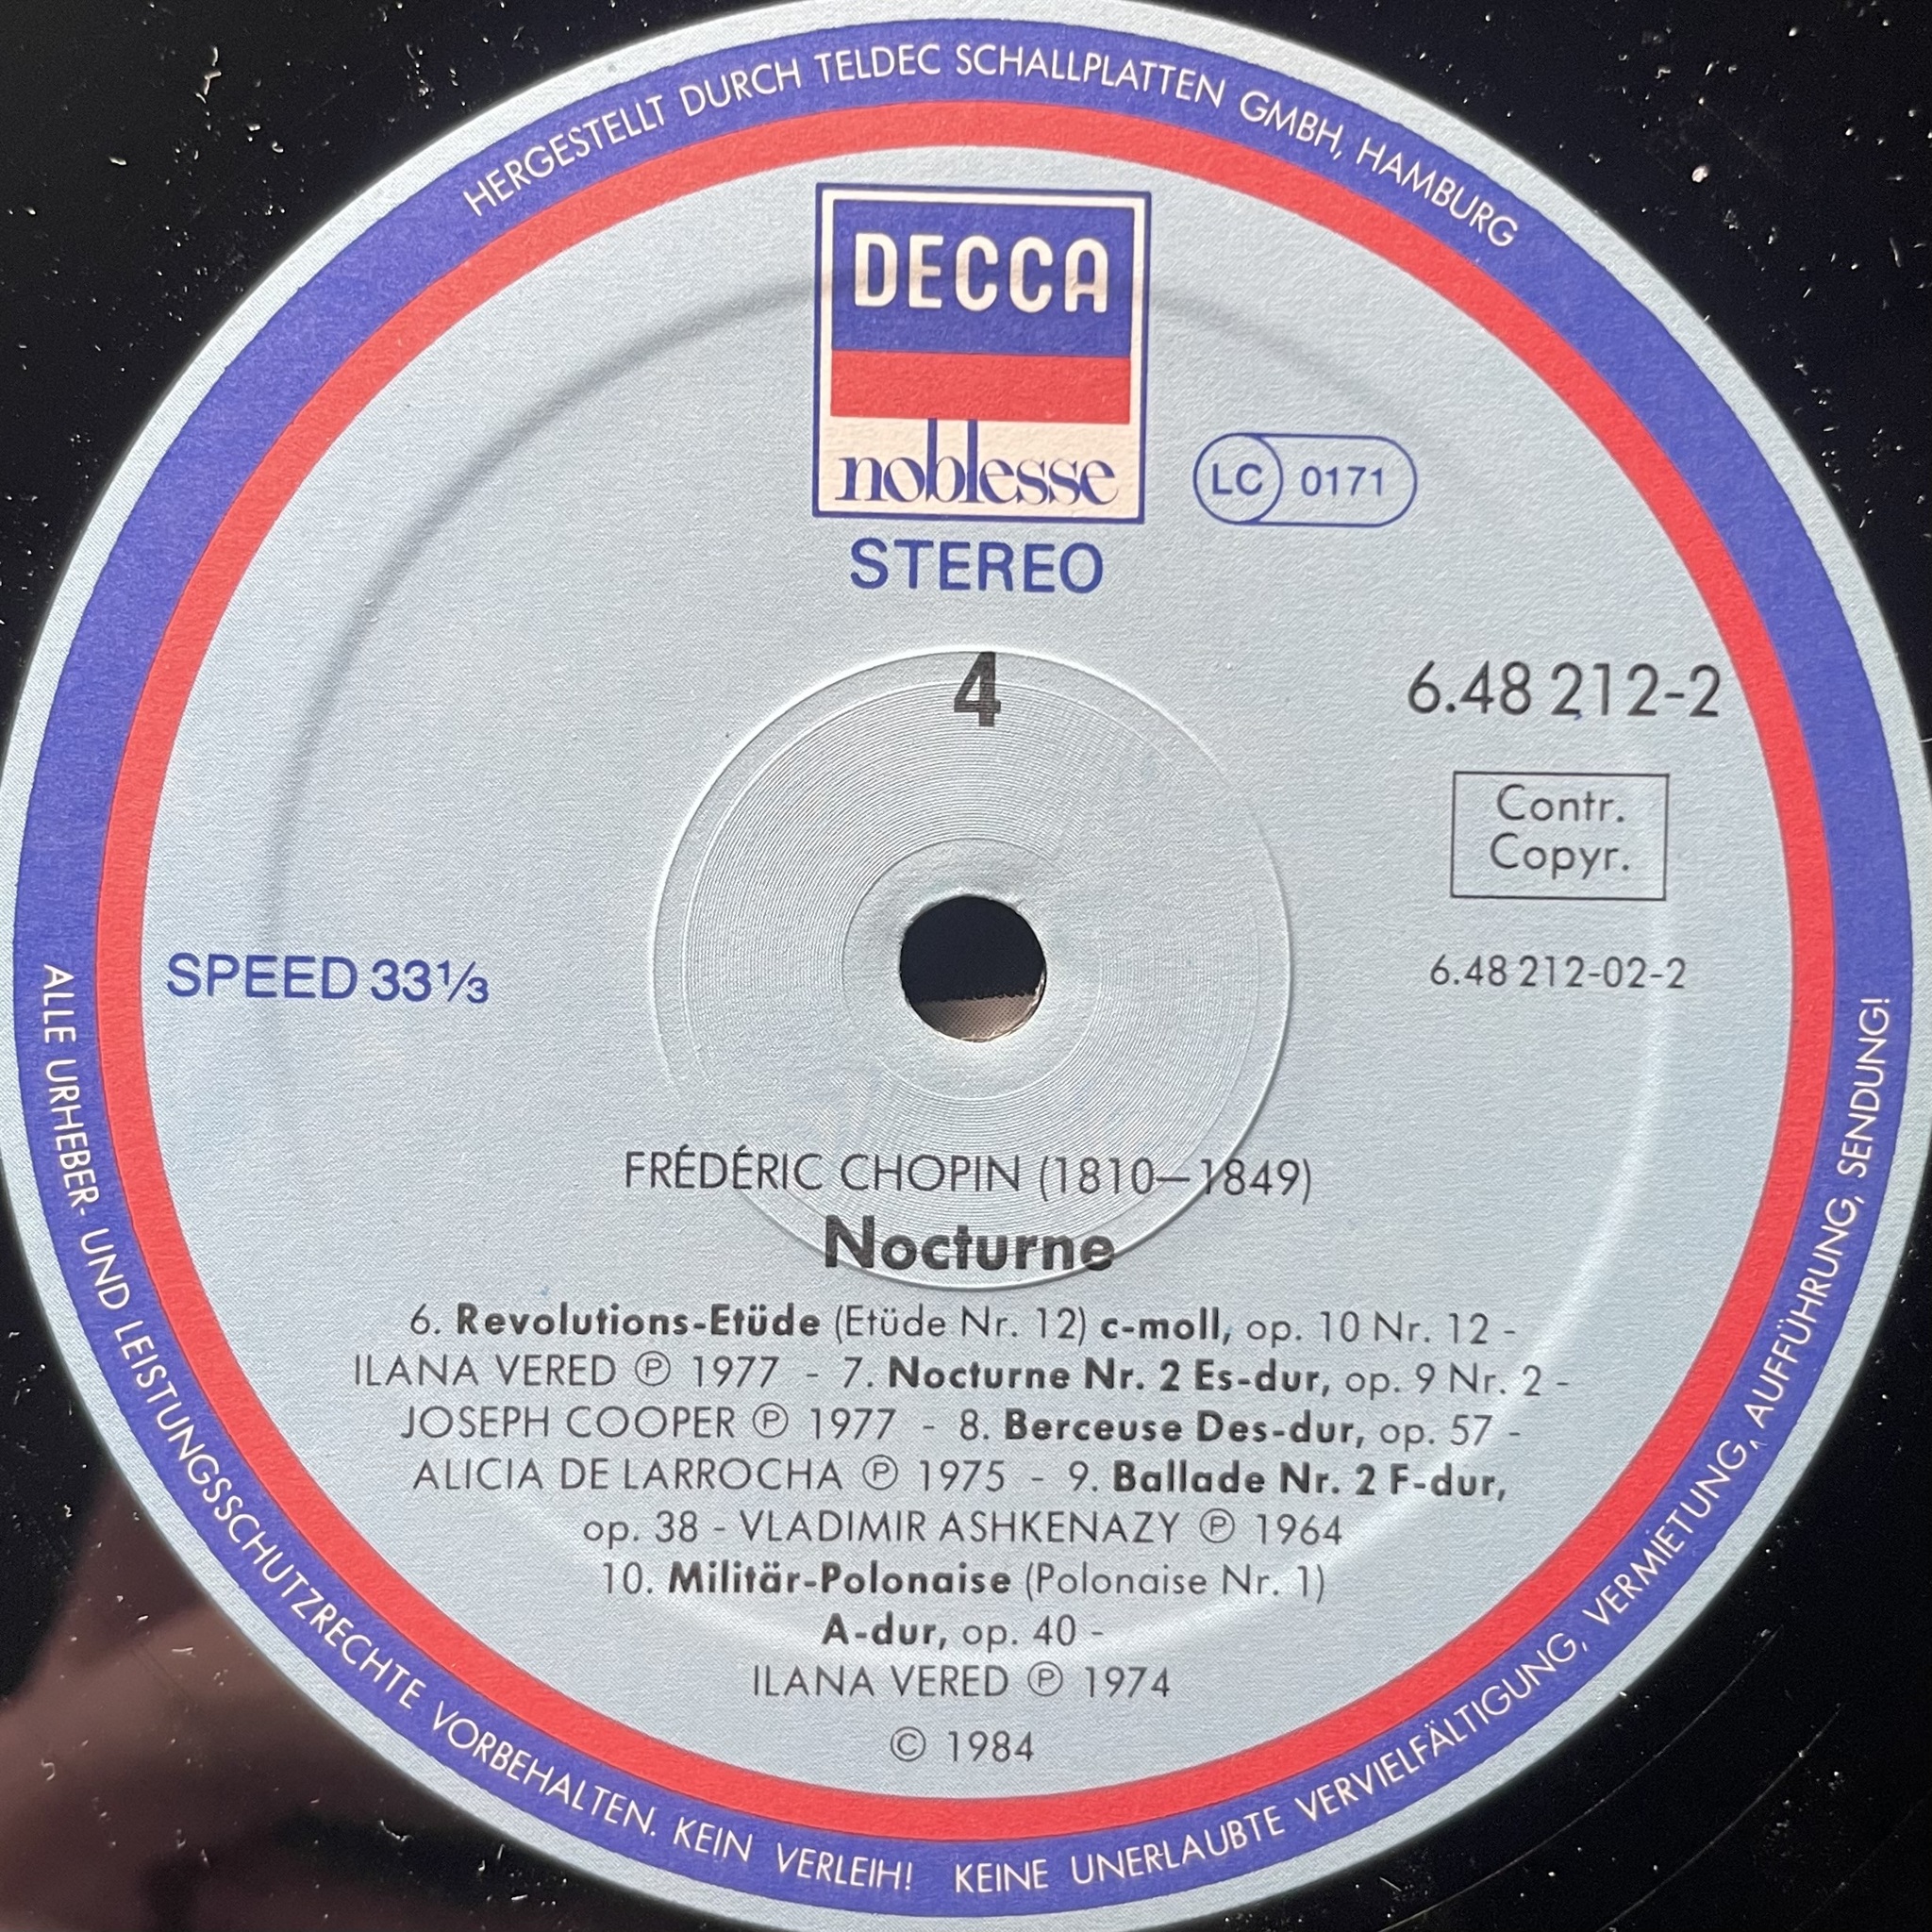 HERGESTELLT DURCH TELDEC SCHALLPLATTEN GMBH, HAMBURG
DECCA
noblesse
LC 0171
STEREO
4
6.48 212-2
Contr.
Copyr.
SPEED 33⅓
6.48 212-02-2
FRÉDÉRIC CHOPIN (1810–1849)
Nocturne
6. Revolutions-Etüde (Etüde Nr. 12) c-moll, op. 10 Nr. 12 -
ILANA VERED ℗ 1977 - 7. Nocturne Nr. 2 Es-dur, op. 9 Nr. 2 -
JOSEPH COOPER ℗ 1977 - 8. Berceuse Des-dur, op. 57 -
ALICIA DE LARROCHA ℗ 1975 - 9. Ballade Nr. 2 F-dur,
op. 38 - VLADIMIR ASHKENAZY ℗ 1964
10. Militär-Polonaise (Polonaise Nr. 1)
A-dur, op. 40 -
ILANA VERED ℗ 1974
© 1984
ALLE URHEBER- UND LEISTUNGSSCHUTZRECHTE VORBEHALTEN. KEIN VERLEIH! KEINE UNERLAUBTE VERVIELFÄLTIGUNG, VERMIETUNG, AUFFÜHRUNG, SENDUNG!